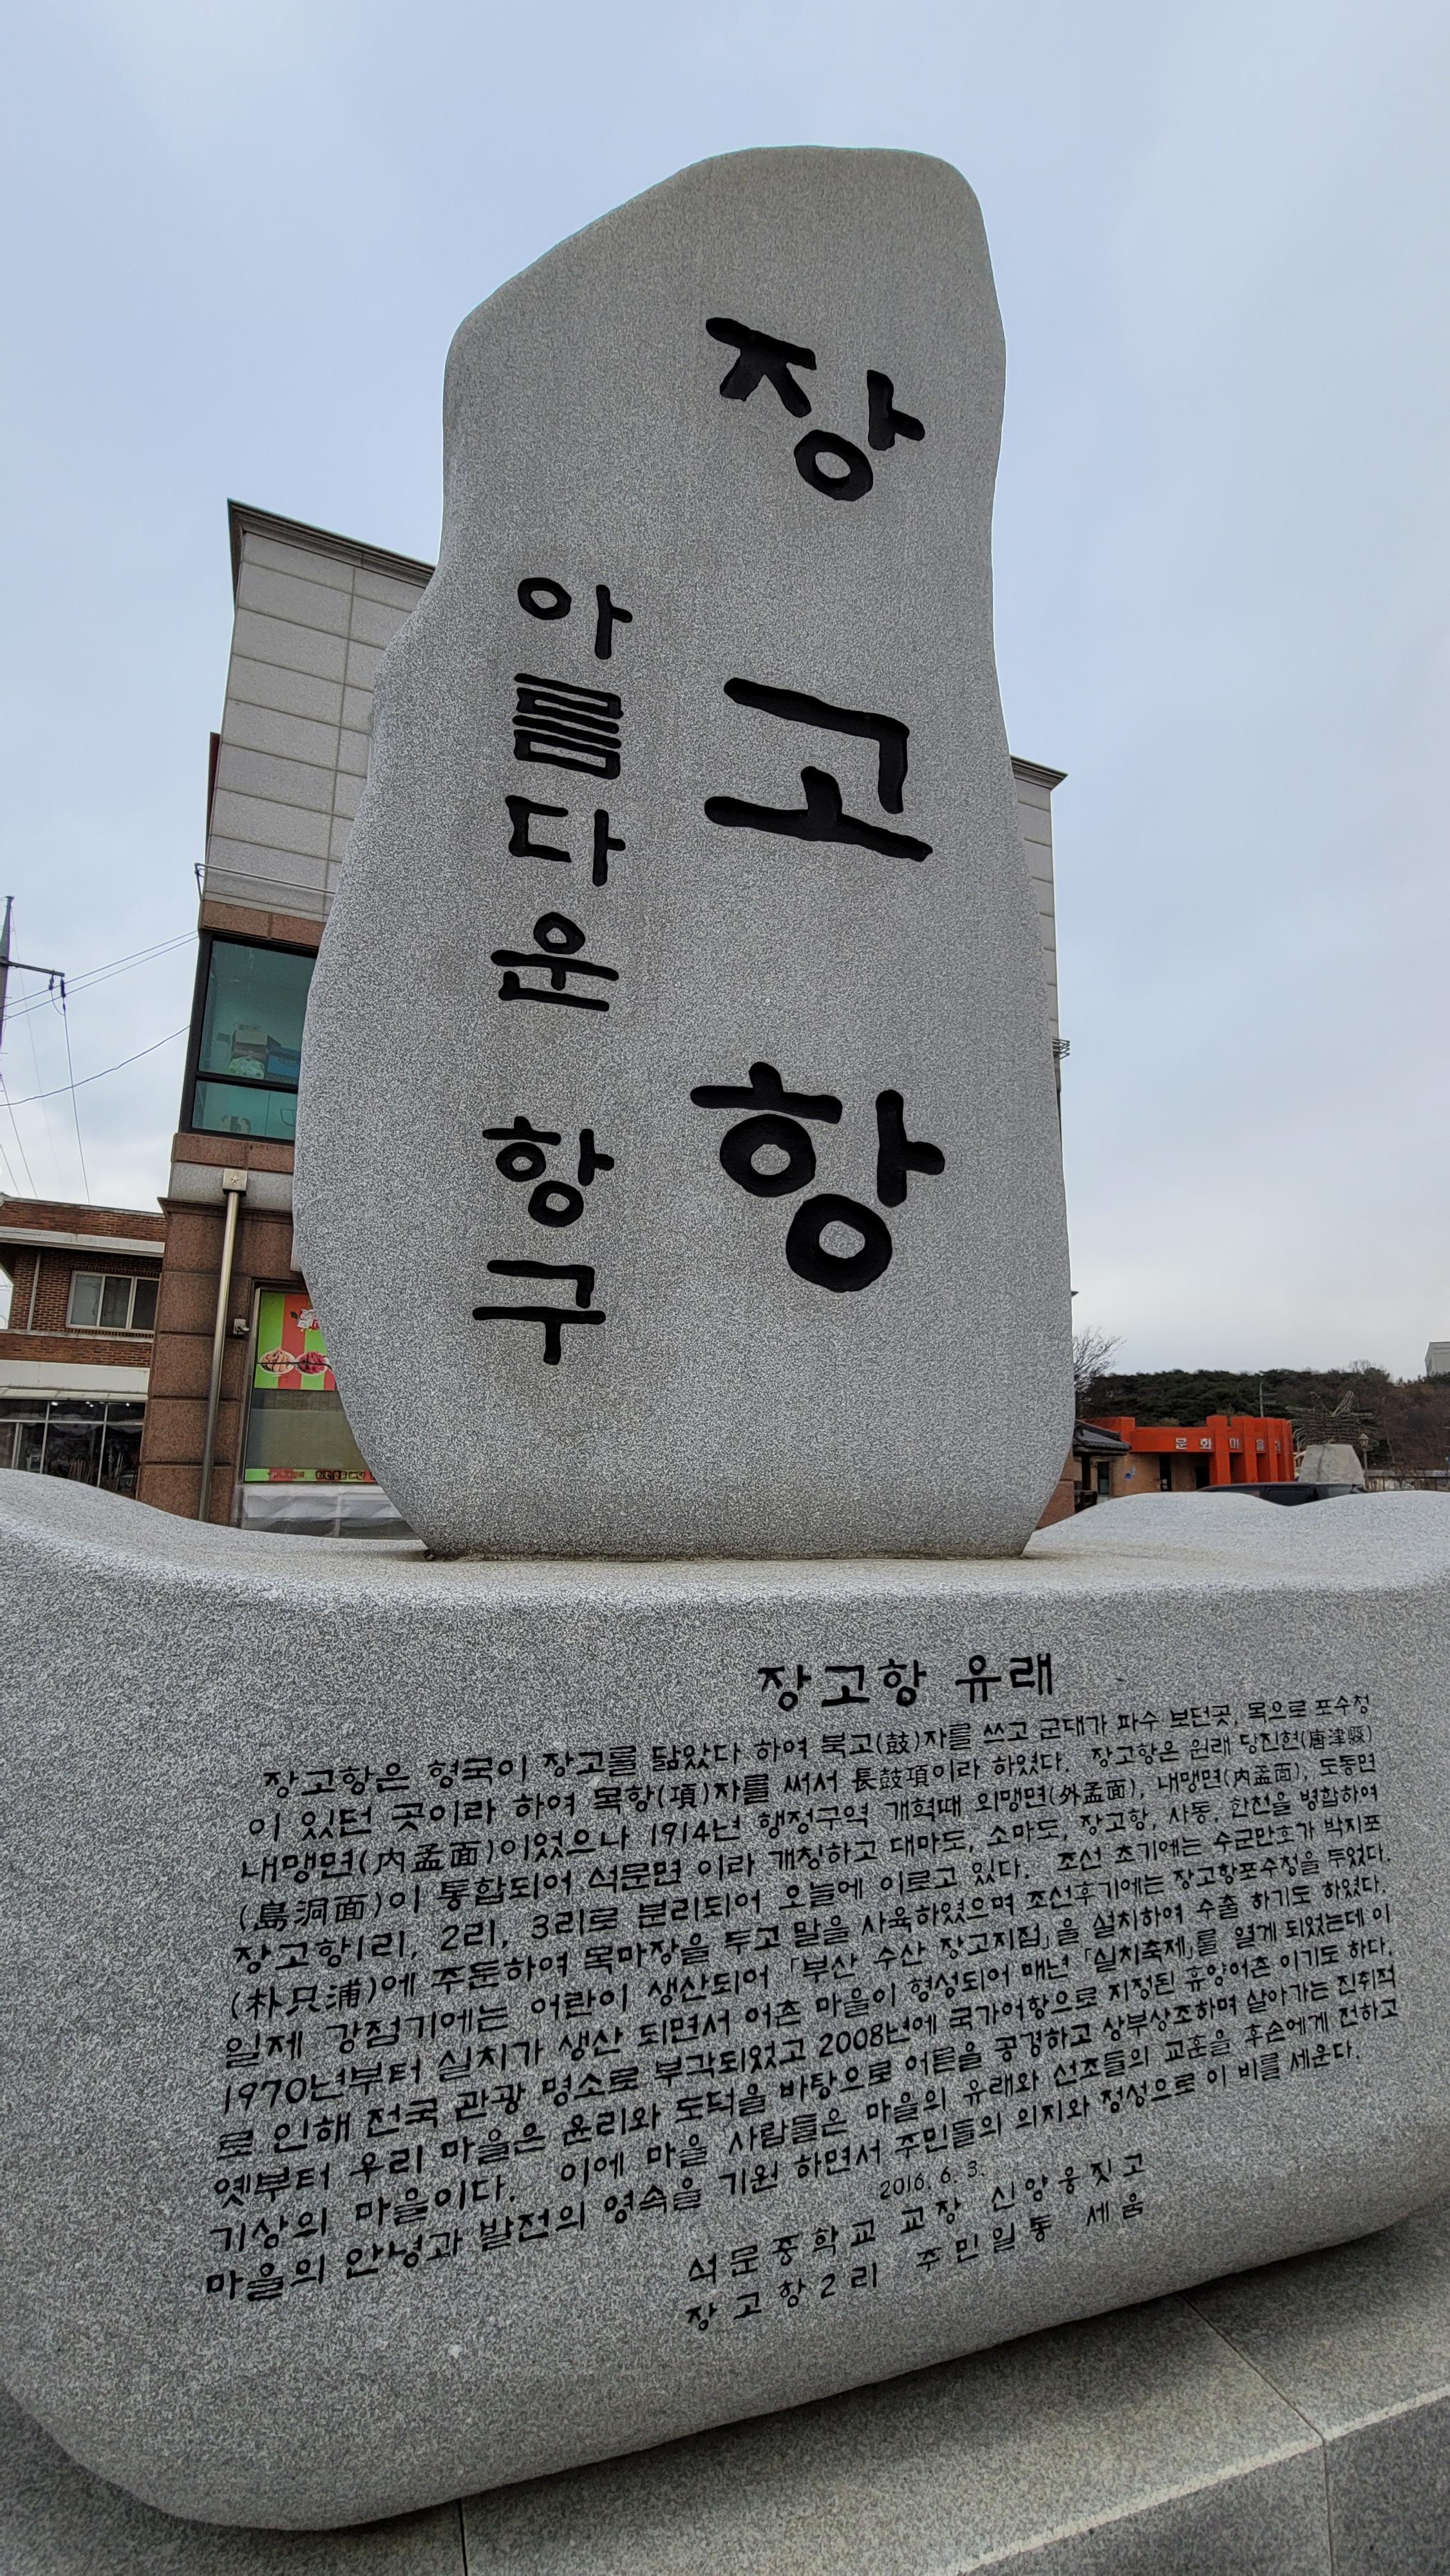 장고항
아름다운 항구
장고항 유래
장고항은 형국이 장고를 닮았다 하여 북고(鼓)자를 쓰고 군대가 파수 보던곳, 목으로 포수청
이 있던 곳이라 하여 목항(項)자를 써서 長鼓項이라 하였다. 장고항은 원래 당진현(唐津縣)
내맹면(内孟面)이었으나 1914년 행정구역 개혁때 외맹면(外孟面), 내맹면(内孟面), 도동면
(島洞面)이 통합되어 석문면 이라 개칭하고 대마도, 소마도, 장고항, 사동, 한천을 병합하여
장고항1리, 2리, 3리로 분리되어 오늘에 이르고 있다. 조선 초기에는 수군만호가 박지포
(朴只浦)에 주둔하여 목마장을 두고 말을 사육하였으며 조선후기에는 장고항포수청을 두었다.
일제 강점기에는 어란이 생산되어 「부산 수산 장고지점」을 설치하여 수출 하기도 하였다.
1970년부터 실치가 생산 되면서 어촌 마을이 형성되어 매년 「실치축제」를 열게 되었는데 이
로 인해 전국 관광 명소로 부각되었고 2008년에 국가어항으로 지정된 휴양어촌 이기도 하다.
옛부터 우리 마을은 윤리와 도덕을 바탕으로 어른을 공경하고 상부상조하며 살아가는 진취적
기상의 마을이다. 이에 마을 사람들은 마을의 유래와 선조들의 교훈을 후손에게 전하고
마을의 안녕과 발전의 영속을 기원 하면서 주민들의 의지와 정성으로 이 비를 세운다.
2016. 6. 3.
석문중학교 교장 신양웅짓고
장고항2리 주민일동 세움
문화마을